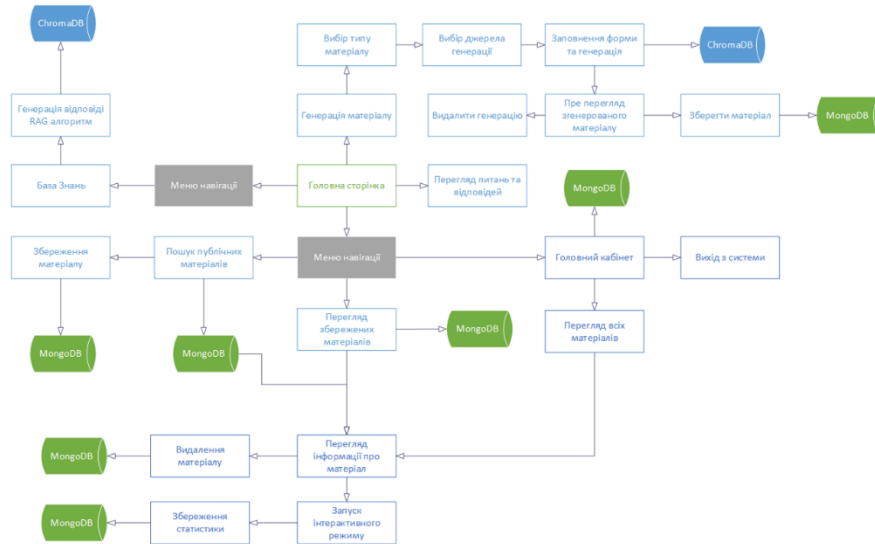 ChromaDB
Вибір типу
матеріалу
Вибір джерела
генерації
Заповнення форми
та генерація
ChromaDB
Генерація відповіді
RAG алгоритм
Генерація матеріалу
Видалити генерацію
Пре перегляд
згенерованого
матеріалу
Зберегти матеріал
MongoDB
База Знань
Меню навігації
Головна сторінка
Перегляд питань та
відповідей
MongoDB
Збереження
матеріалу
Пошук публічних
матеріалів
Меню навігації
Головний кабінет
Вихід з системи
MongoDB
MongoDB
Перегляд
збережених
матеріалів
MongoDB
Перегляд всіх
матеріалів
MongoDB
Видалення
матеріалу
Перегляд
інформації про
матеріал
MongoDB
Збереження
статистики
Запуск
інтерактивного
режиму